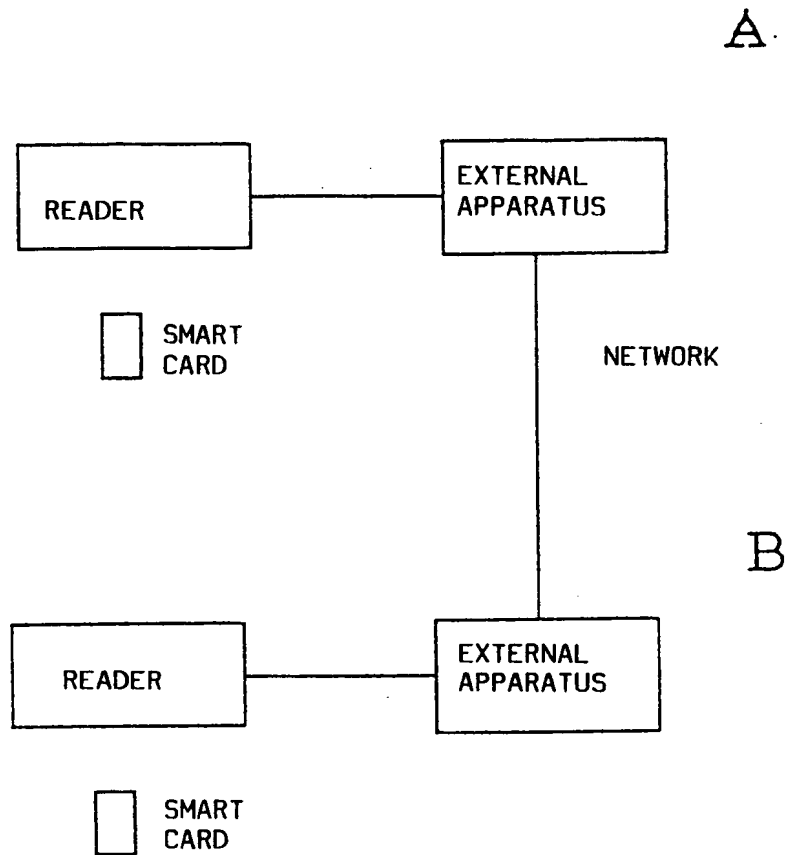 A
READER
EXTERNAL
APPARATUS
SMART
CARD
NETWORK
B
READER
EXTERNAL
APPARATUS
SMART
CARD